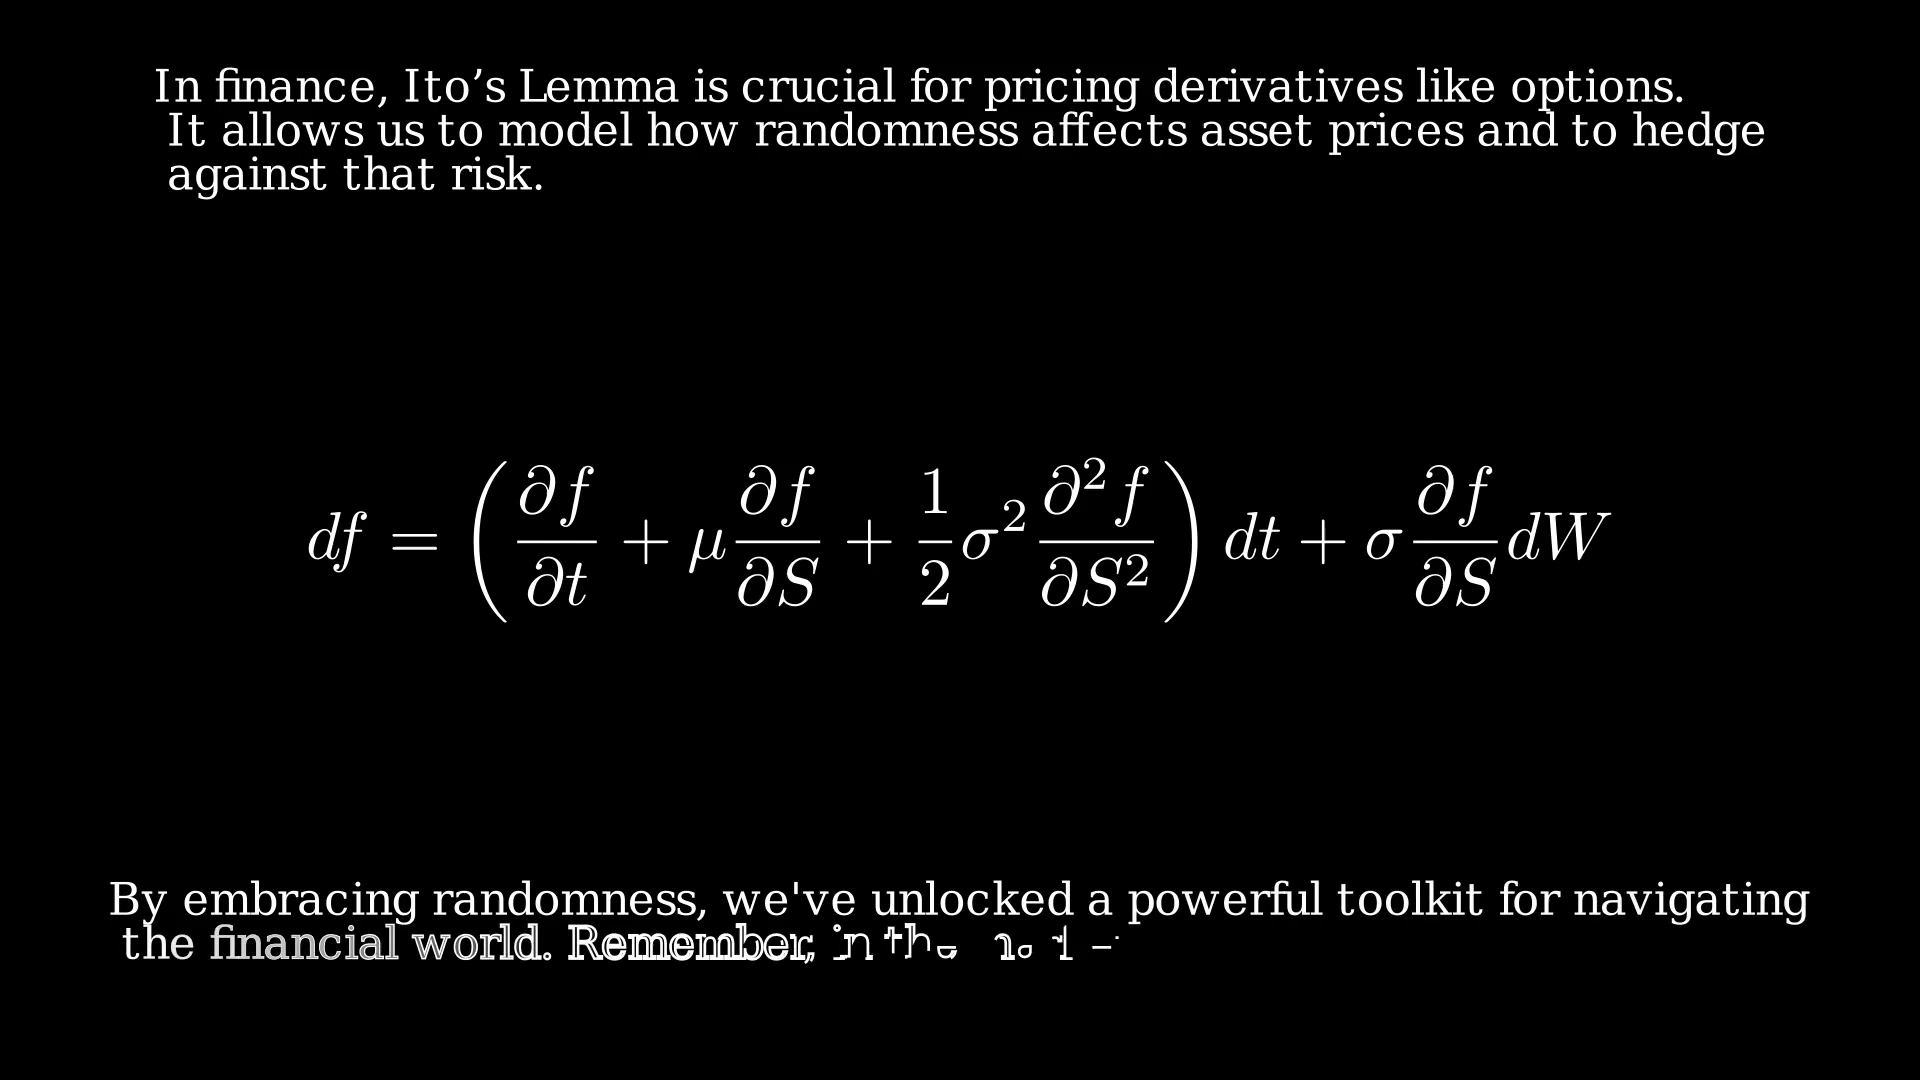 In finance, Ito’s Lemma is crucial for pricing derivatives like options.
It allows us to model how randomness affects asset prices and to hedge
against that risk.
df = ( ∂f/∂t + μ ∂f/∂S + 1/2 σ² ∂²f/∂S² ) dt + σ ∂f/∂S dW
By embracing randomness, we've unlocked a powerful toolkit for navigating
the financial world. Remember, in the